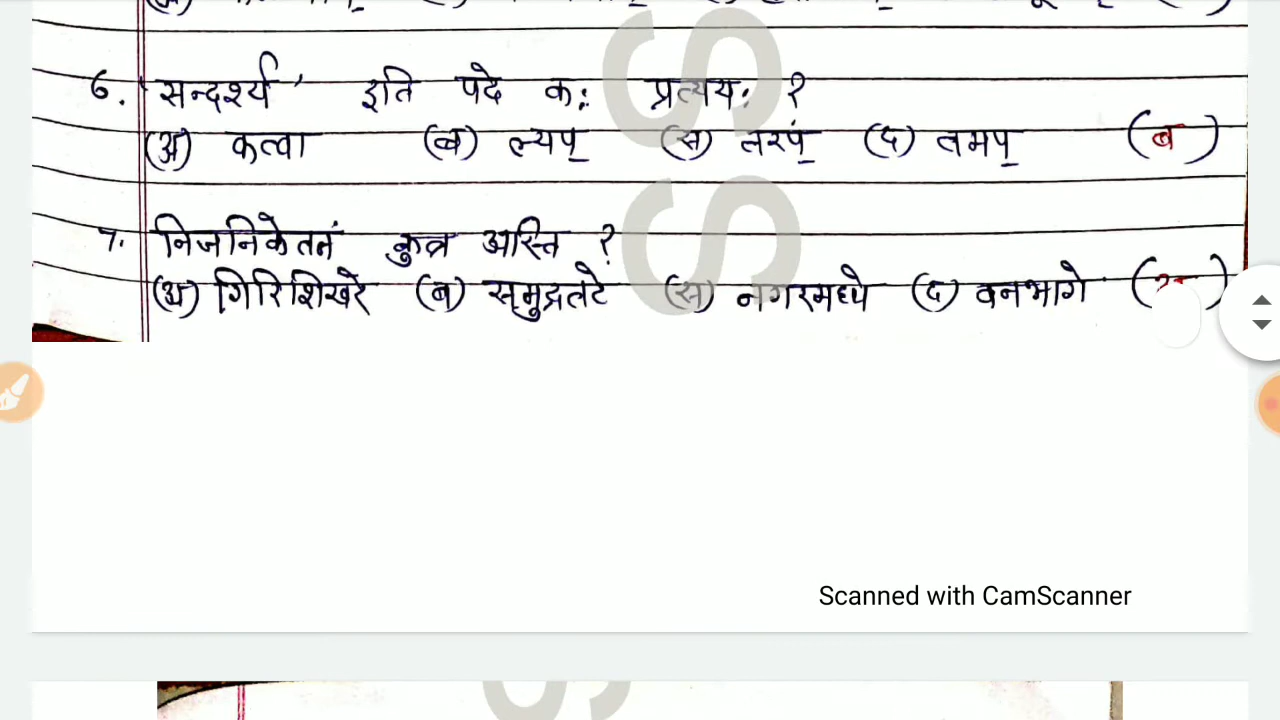 6. 'सन्दर्श्य' इति पदे कः प्रत्ययः ?
(अ) कत्वा (ब) ल्यप् (स) तरपं् (द) तमप् (ब)
7. निजनिकेतनं कुत्र अस्ति ?
(अ) गिरिशिखरे (ब) समुद्रतटे (स) नगरमध्ये (द) वनभागे
Scanned with CamScanner